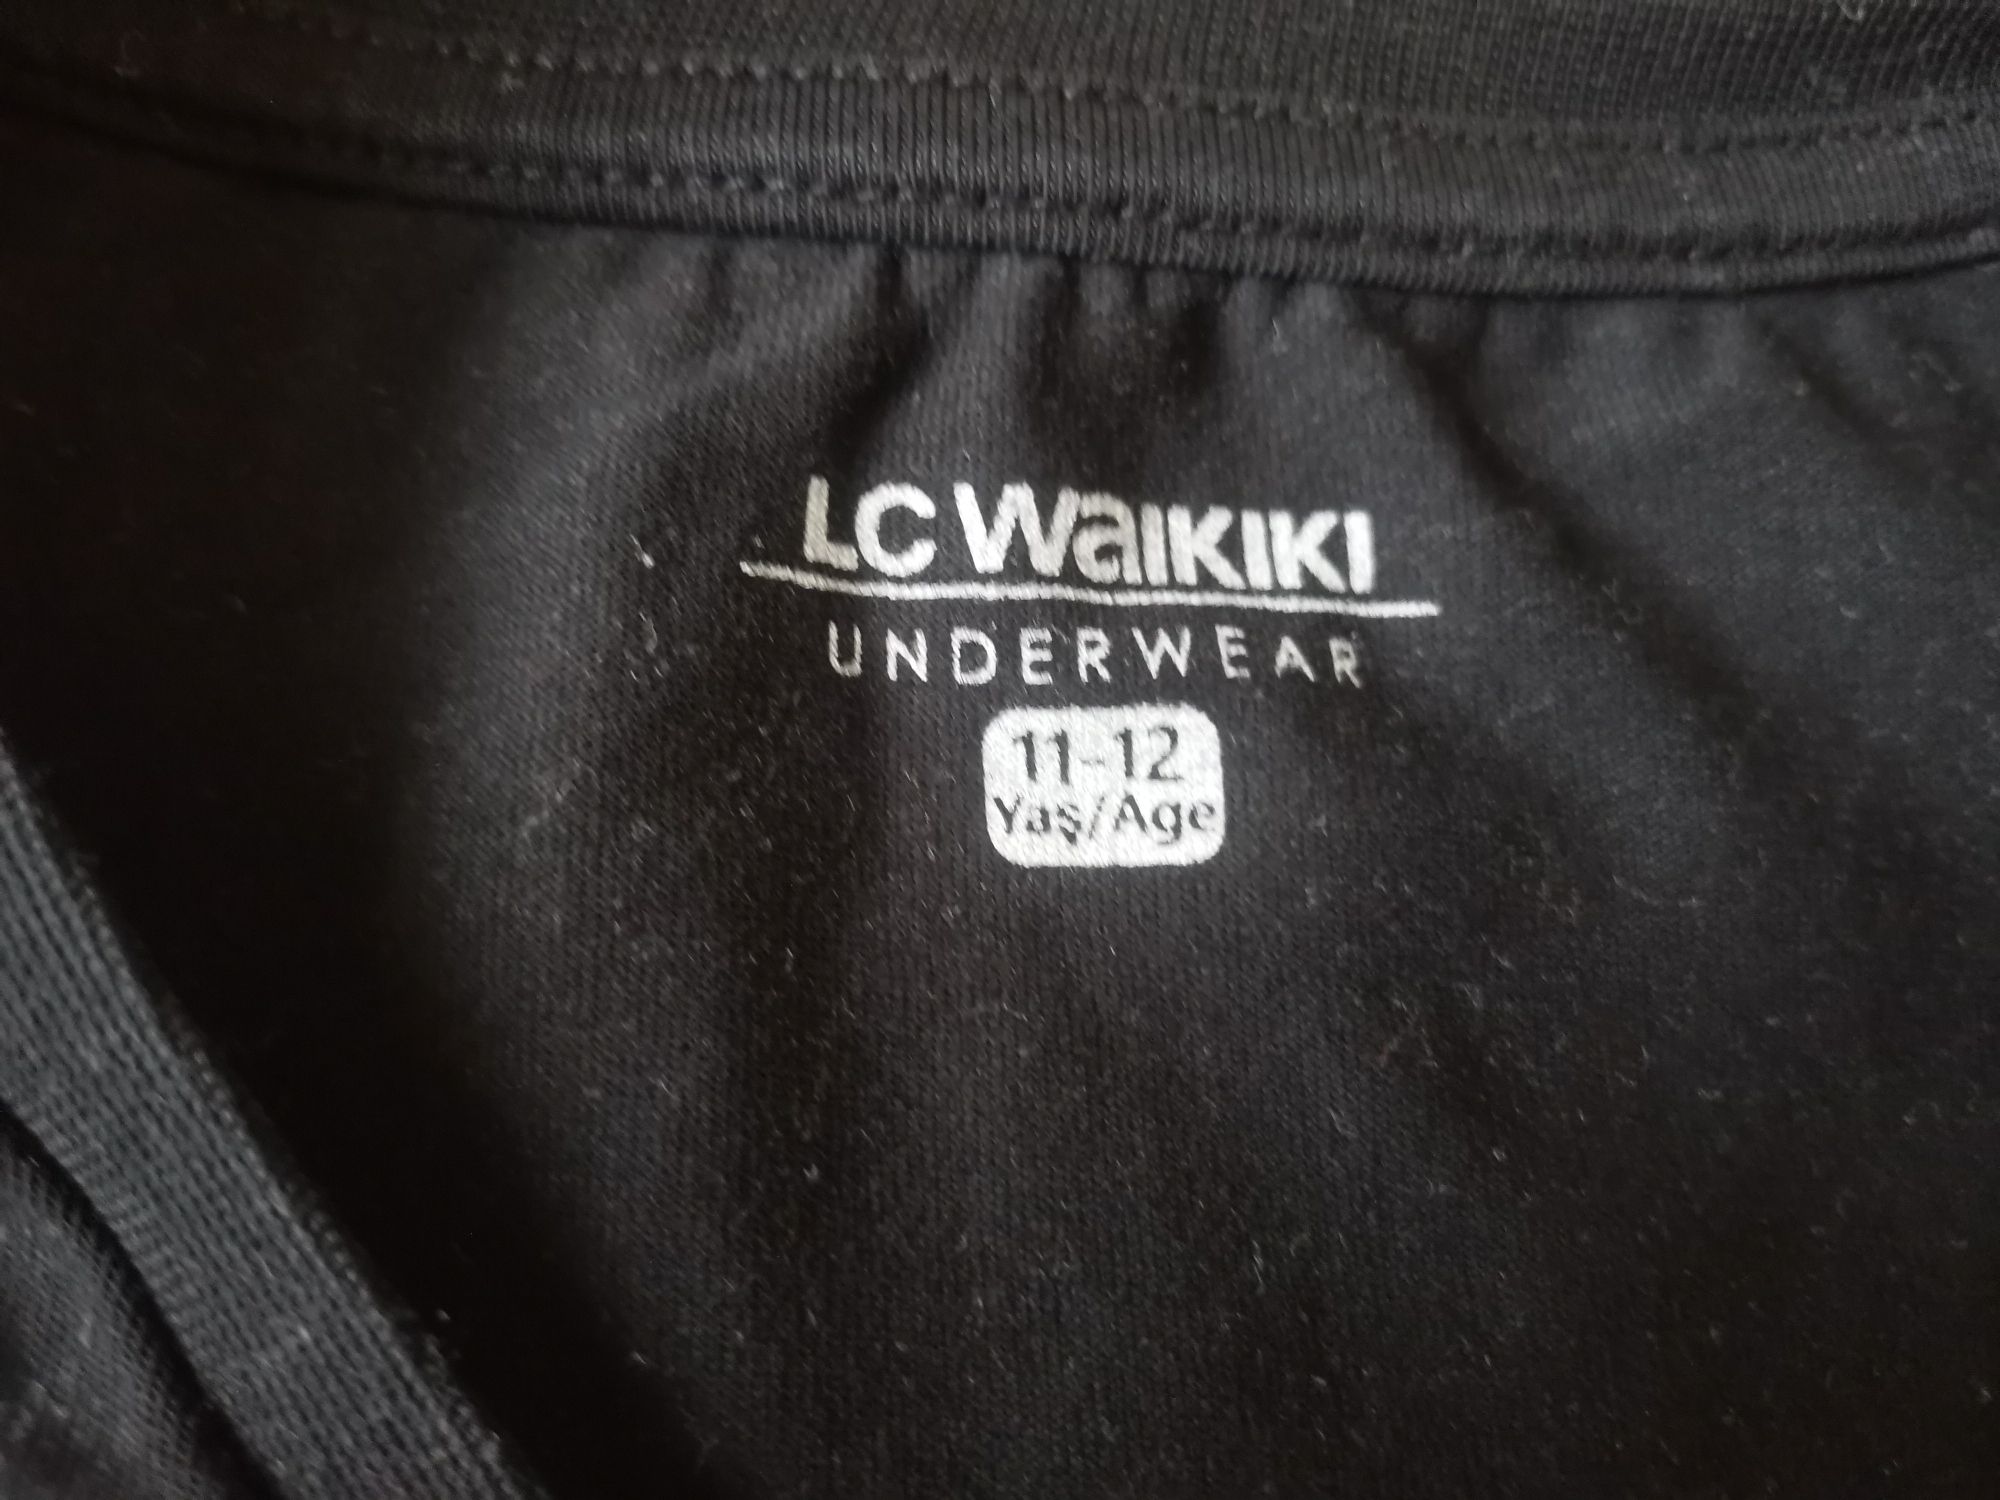 LC WaIKIKI
UNDERWEAR
11-12
Yaş/Age